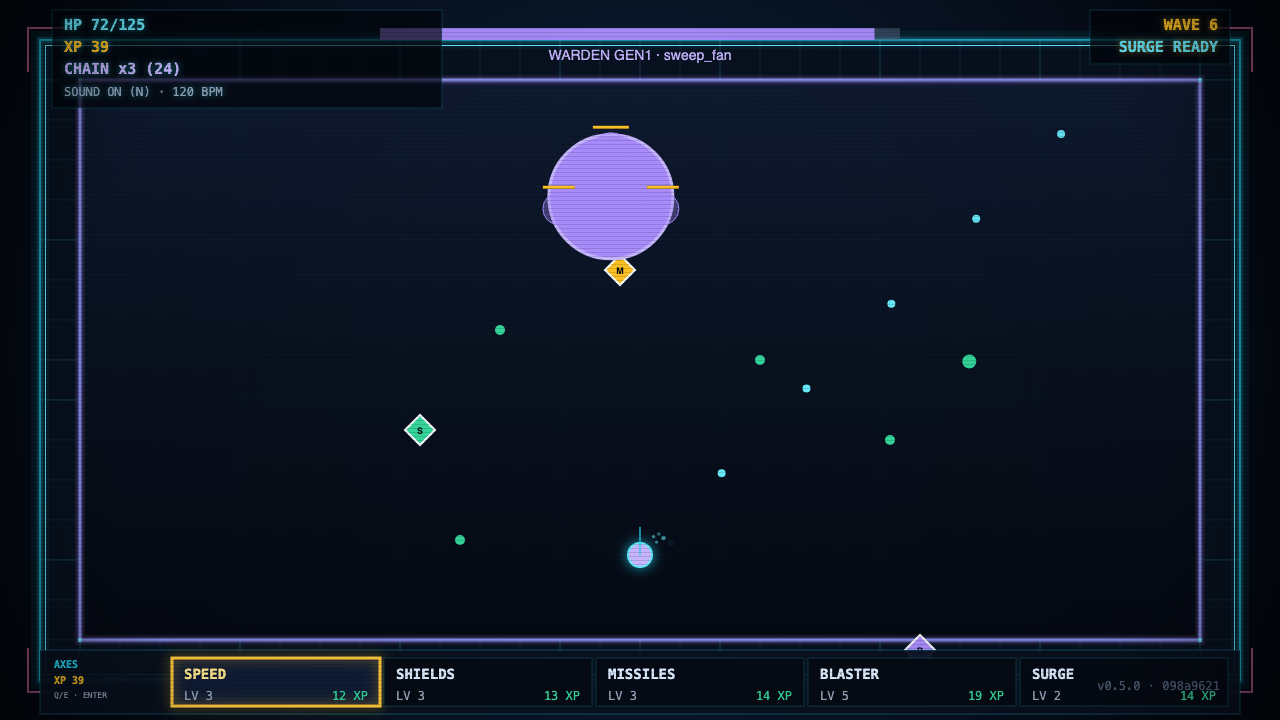 HP 72/125
XP 39
CHAIN x3 (24)
SOUND ON (N) · 120 BPM
WARDEN GEN1 · sweep_fan
WAVE 6
SURGE READY
M
S
AXES
XP 39
Q/E · ENTER
SPEED
LV 3 12 XP
SHIELDS
LV 3 13 XP
MISSILES
LV 3 14 XP
BLASTER
LV 5 19 XP
SURGE
LV 2 14 XP
v0.5.0 · 098a9621